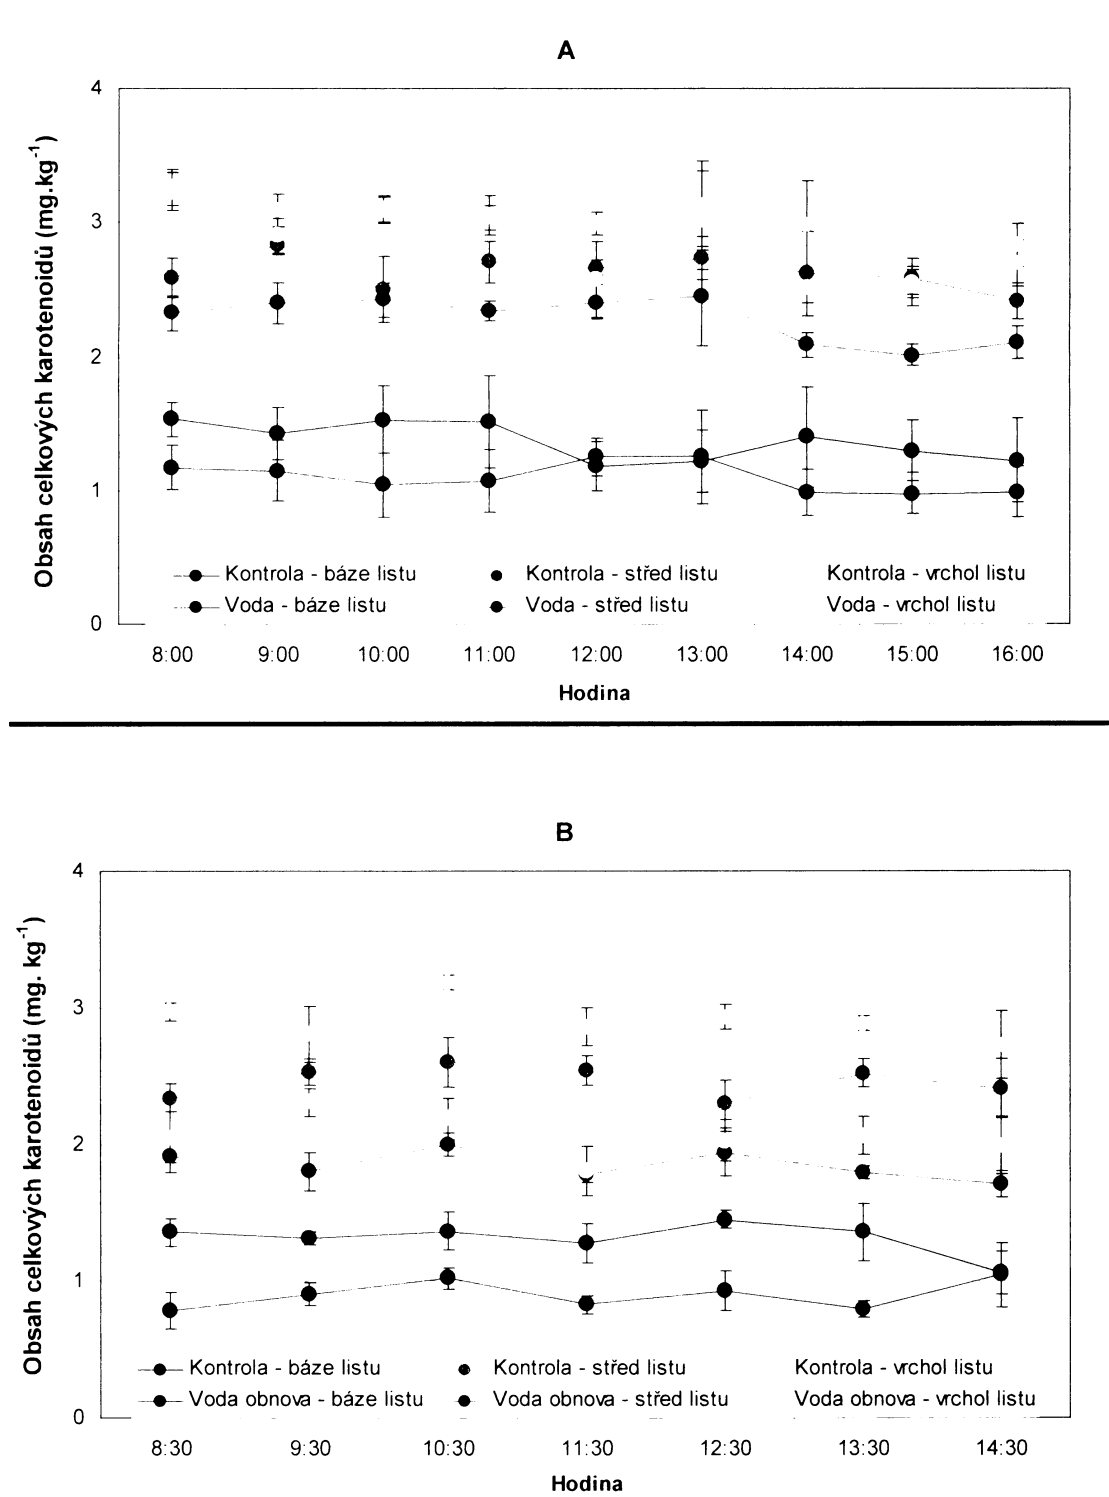 A
Obsah celkových karotenoidů (mg.kg⁻¹)
4
3
2
1
0
Kontrola - báze listu
Kontrola - střed listu
Kontrola - vrchol listu
Voda - báze listu
Voda - střed listu
Voda - vrchol listu
8:00 9:00 10:00 11:00 12:00 13:00 14:00 15:00 16:00
Hodina
B
Obsah celkových karotenoidů (mg. kg⁻¹)
4
3
2
1
0
Kontrola - báze listu
Kontrola - střed listu
Kontrola - vrchol listu
Voda obnova - báze listu
Voda obnova - střed listu
Voda obnova - vrchol listu
8:30 9:30 10:30 11:30 12:30 13:30 14:30
Hodina